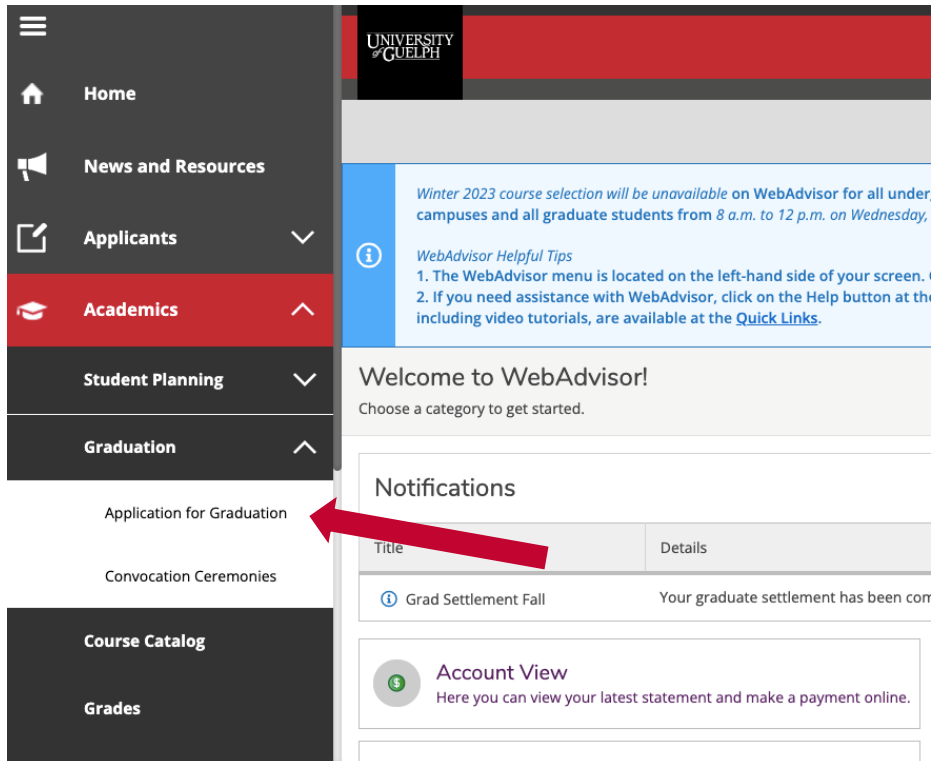 Home
News and Resources
Applicants
Academics
Student Planning
Graduation
Application for Graduation
Convocation Ceremonies
Course Catalog
Grades
UNIVERSITY
of GUELPH
Winter 2023 course selection will be unavailable on WebAdvisor for all
campuses and all graduate students from 8 a.m. to 12 p.m. on Wednesday,
WebAdvisor Helpful Tips
1. The WebAdvisor menu is located on the left-hand side of your screen.
2. If you need assistance with WebAdvisor, click on the Help button at
including video tutorials, are available at the Quick Links.
Welcome to WebAdvisor!
Choose a category to get started.
Notifications
Title
Details
Grad Settlement Fall
Your graduate settlement has been
Account View
Here you can view your latest statement and make a payment online.